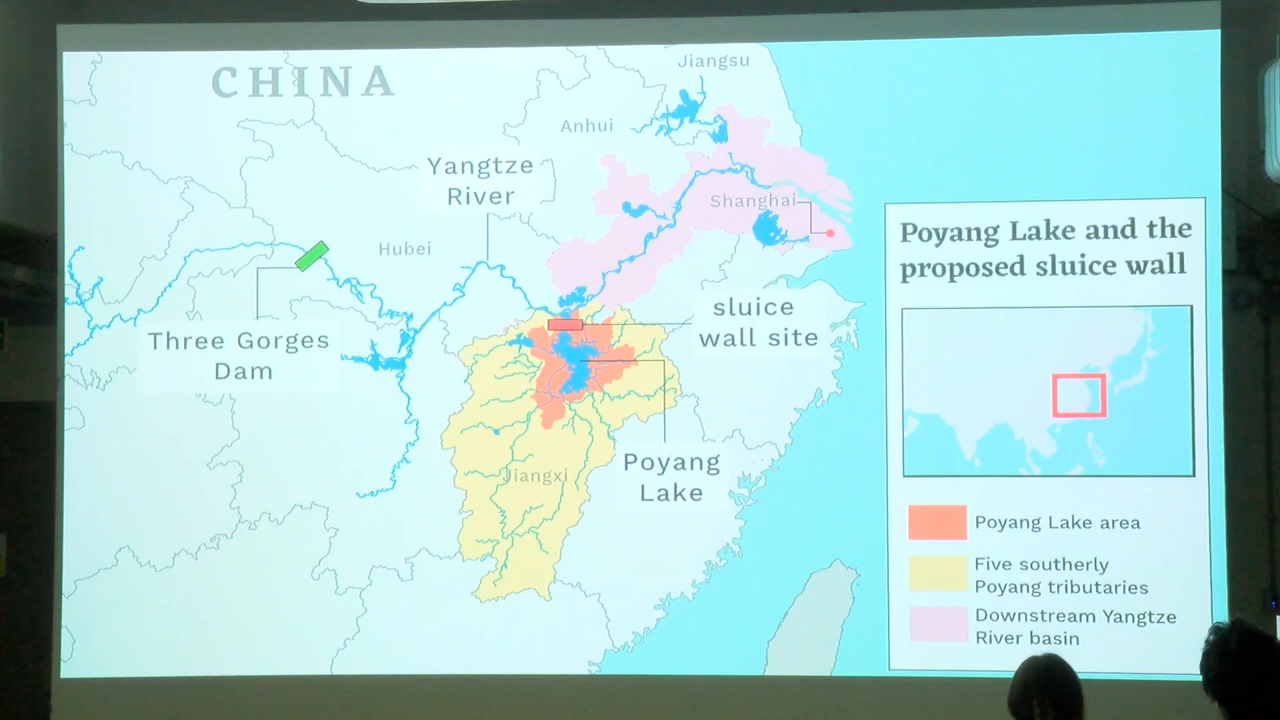 CHINA
Jiangsu
Anhui
Yangtze
River
Shanghai
Hubei
Three Gorges
Dam
sluice
wall site
Poyang
Lake
Jiangxi
Poyang Lake and the
proposed sluice wall
Poyang Lake area
Five southerly
Poyang tributaries
Downstream Yangtze
River basin